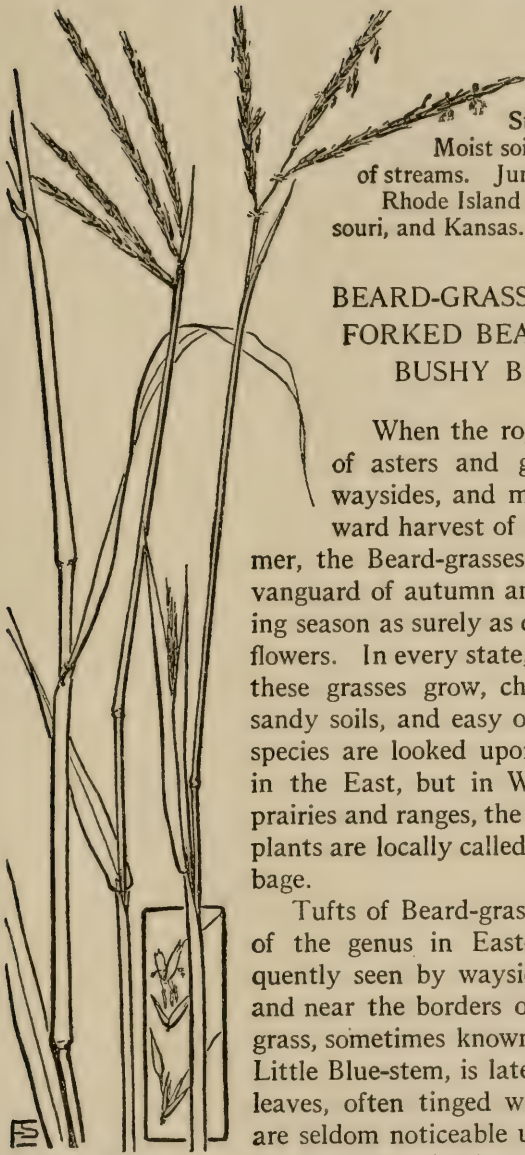 St
Moist soi
of streams. Jun
Rhode Island
souri, and Kansas.
BEARD-GRASS
FORKED BEA
BUSHY B
When the ro
of asters and g
waysides, and m
ward harvest of
mer, the Beard-grasses
vanguard of autumn an
ing season as surely as
flowers. In every state,
these grasses grow, ch
sandy soils, and easy o
species are looked upo
in the East, but in W
prairies and ranges, the
plants are locally called
bage.
Tufts of Beard-gras
of the genus in East
quently seen by waysi
and near the borders o
grass, sometimes known
Little Blue-stem, is late
leaves, often tinged w
are seldom noticeable u